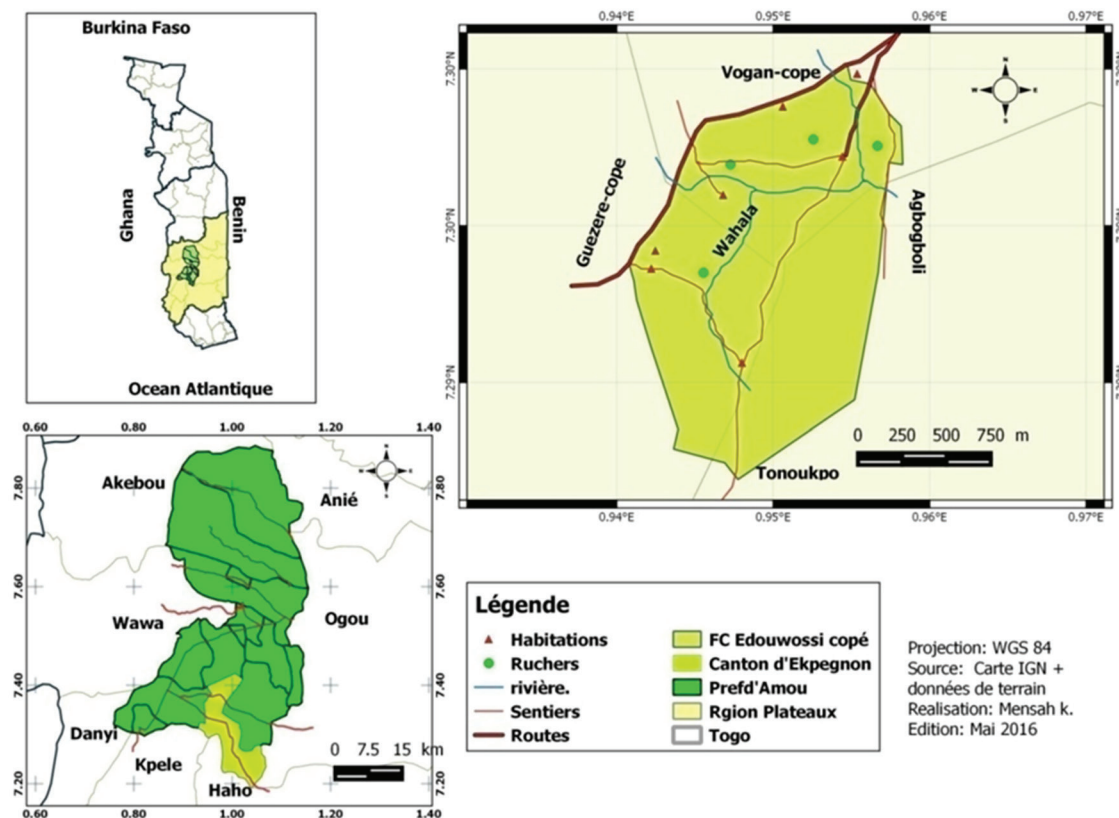 Burkina Faso
Ghana
Benin
Ocean Atlantique
0.94°E 0.95°E 0.96°E 0.97°E
7.30°N 7.30°N 7.29°N
Vogan-cope
N
W E
S
Guezere-cope
Wahala
Agbogboli
Tonoukpo
0 250 500 750 m
0.94°E 0.95°E 0.96°E 0.97°E
0.60 0.80 1.00 1.20 1.40
7.80 7.60 7.40 7.20
Akebou
Anié
Wawa
Ogou
Danyi
Kpele
Haho
0 7.5 15 km
7.80 7.60 7.40 7.20
0.60 0.80 1.00 1.20 1.40
Légende
Habitations
Ruchers
rivière.
Sentiers
Routes
FC Edouwossi copé
Canton d'Ekpegnon
Prefd'Amou
Rgion Plateaux
Togo
Projection: WGS 84
Source: Carte IGN +
données de terrain
Realisation: Mensah k.
Edition: Mai 2016